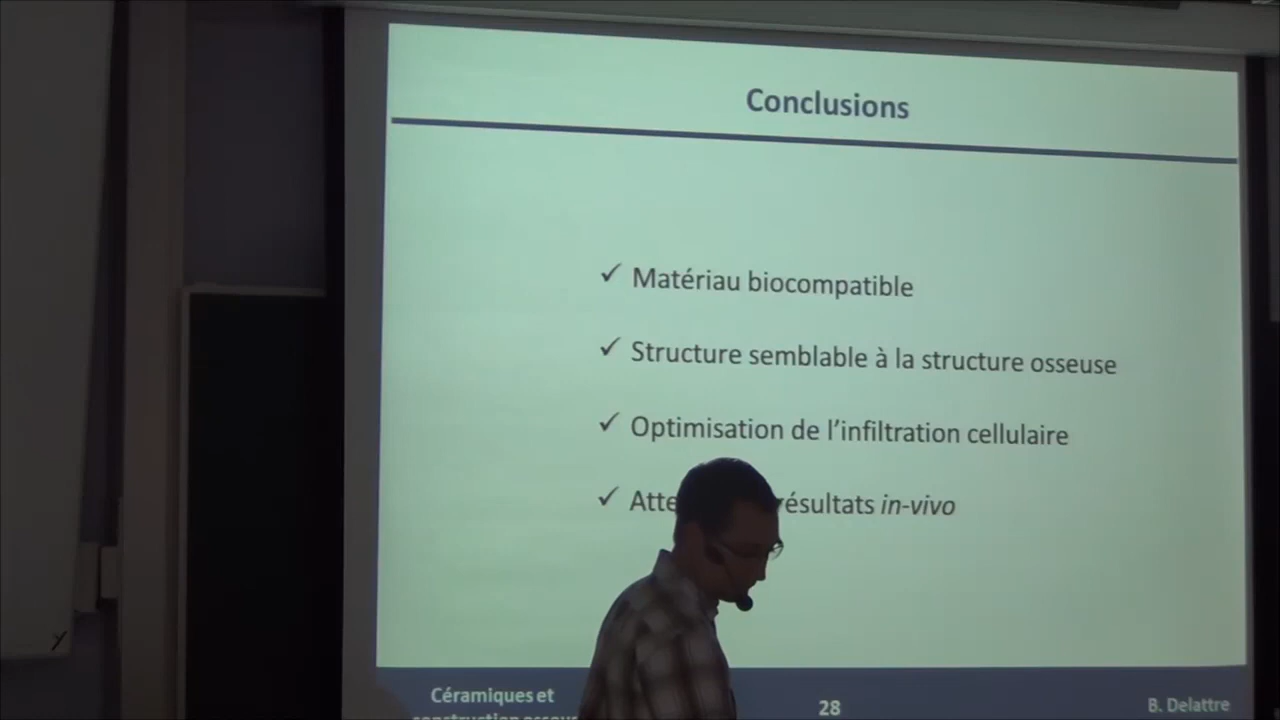 Conclusions
✓ Matériau biocompatible
✓ Structure semblable à la structure osseuse
✓ Optimisation de l'infiltration cellulaire
✓ résultats in-vivo
Céramiques et
28
B. Delattre